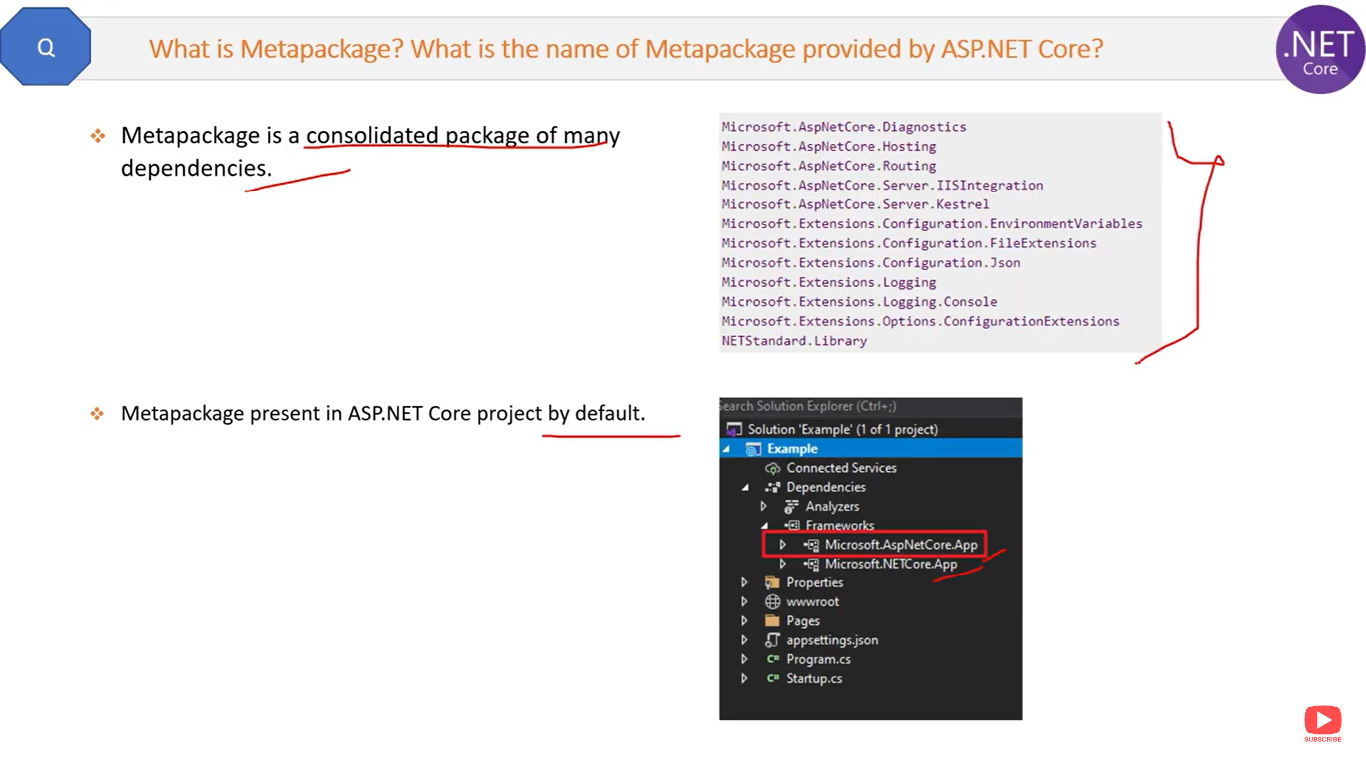 Q
What is Metapackage? What is the name of Metapackage provided by ASP.NET Core?
.NET
Core
❖ Metapackage is a consolidated package of many
dependencies.
Microsoft.AspNetCore.Diagnostics
Microsoft.AspNetCore.Hosting
Microsoft.AspNetCore.Routing
Microsoft.AspNetCore.Server.IISIntegration
Microsoft.AspNetCore.Server.Kestrel
Microsoft.Extensions.Configuration.EnvironmentVariables
Microsoft.Extensions.Configuration.FileExtensions
Microsoft.Extensions.Configuration.Json
Microsoft.Extensions.Logging
Microsoft.Extensions.Logging.Console
Microsoft.Extensions.Options.ConfigurationExtensions
NETStandard.Library
❖ Metapackage present in ASP.NET Core project by default.
Search Solution Explorer (Ctrl+;)
Solution 'Example' (1 of 1 project)
Example
Connected Services
Dependencies
Analyzers
Frameworks
Microsoft.AspNetCore.App
Microsoft.NETCore.App
Properties
wwwroot
Pages
appsettings.json
C# Program.cs
C# Startup.cs
SUBSCRIBE